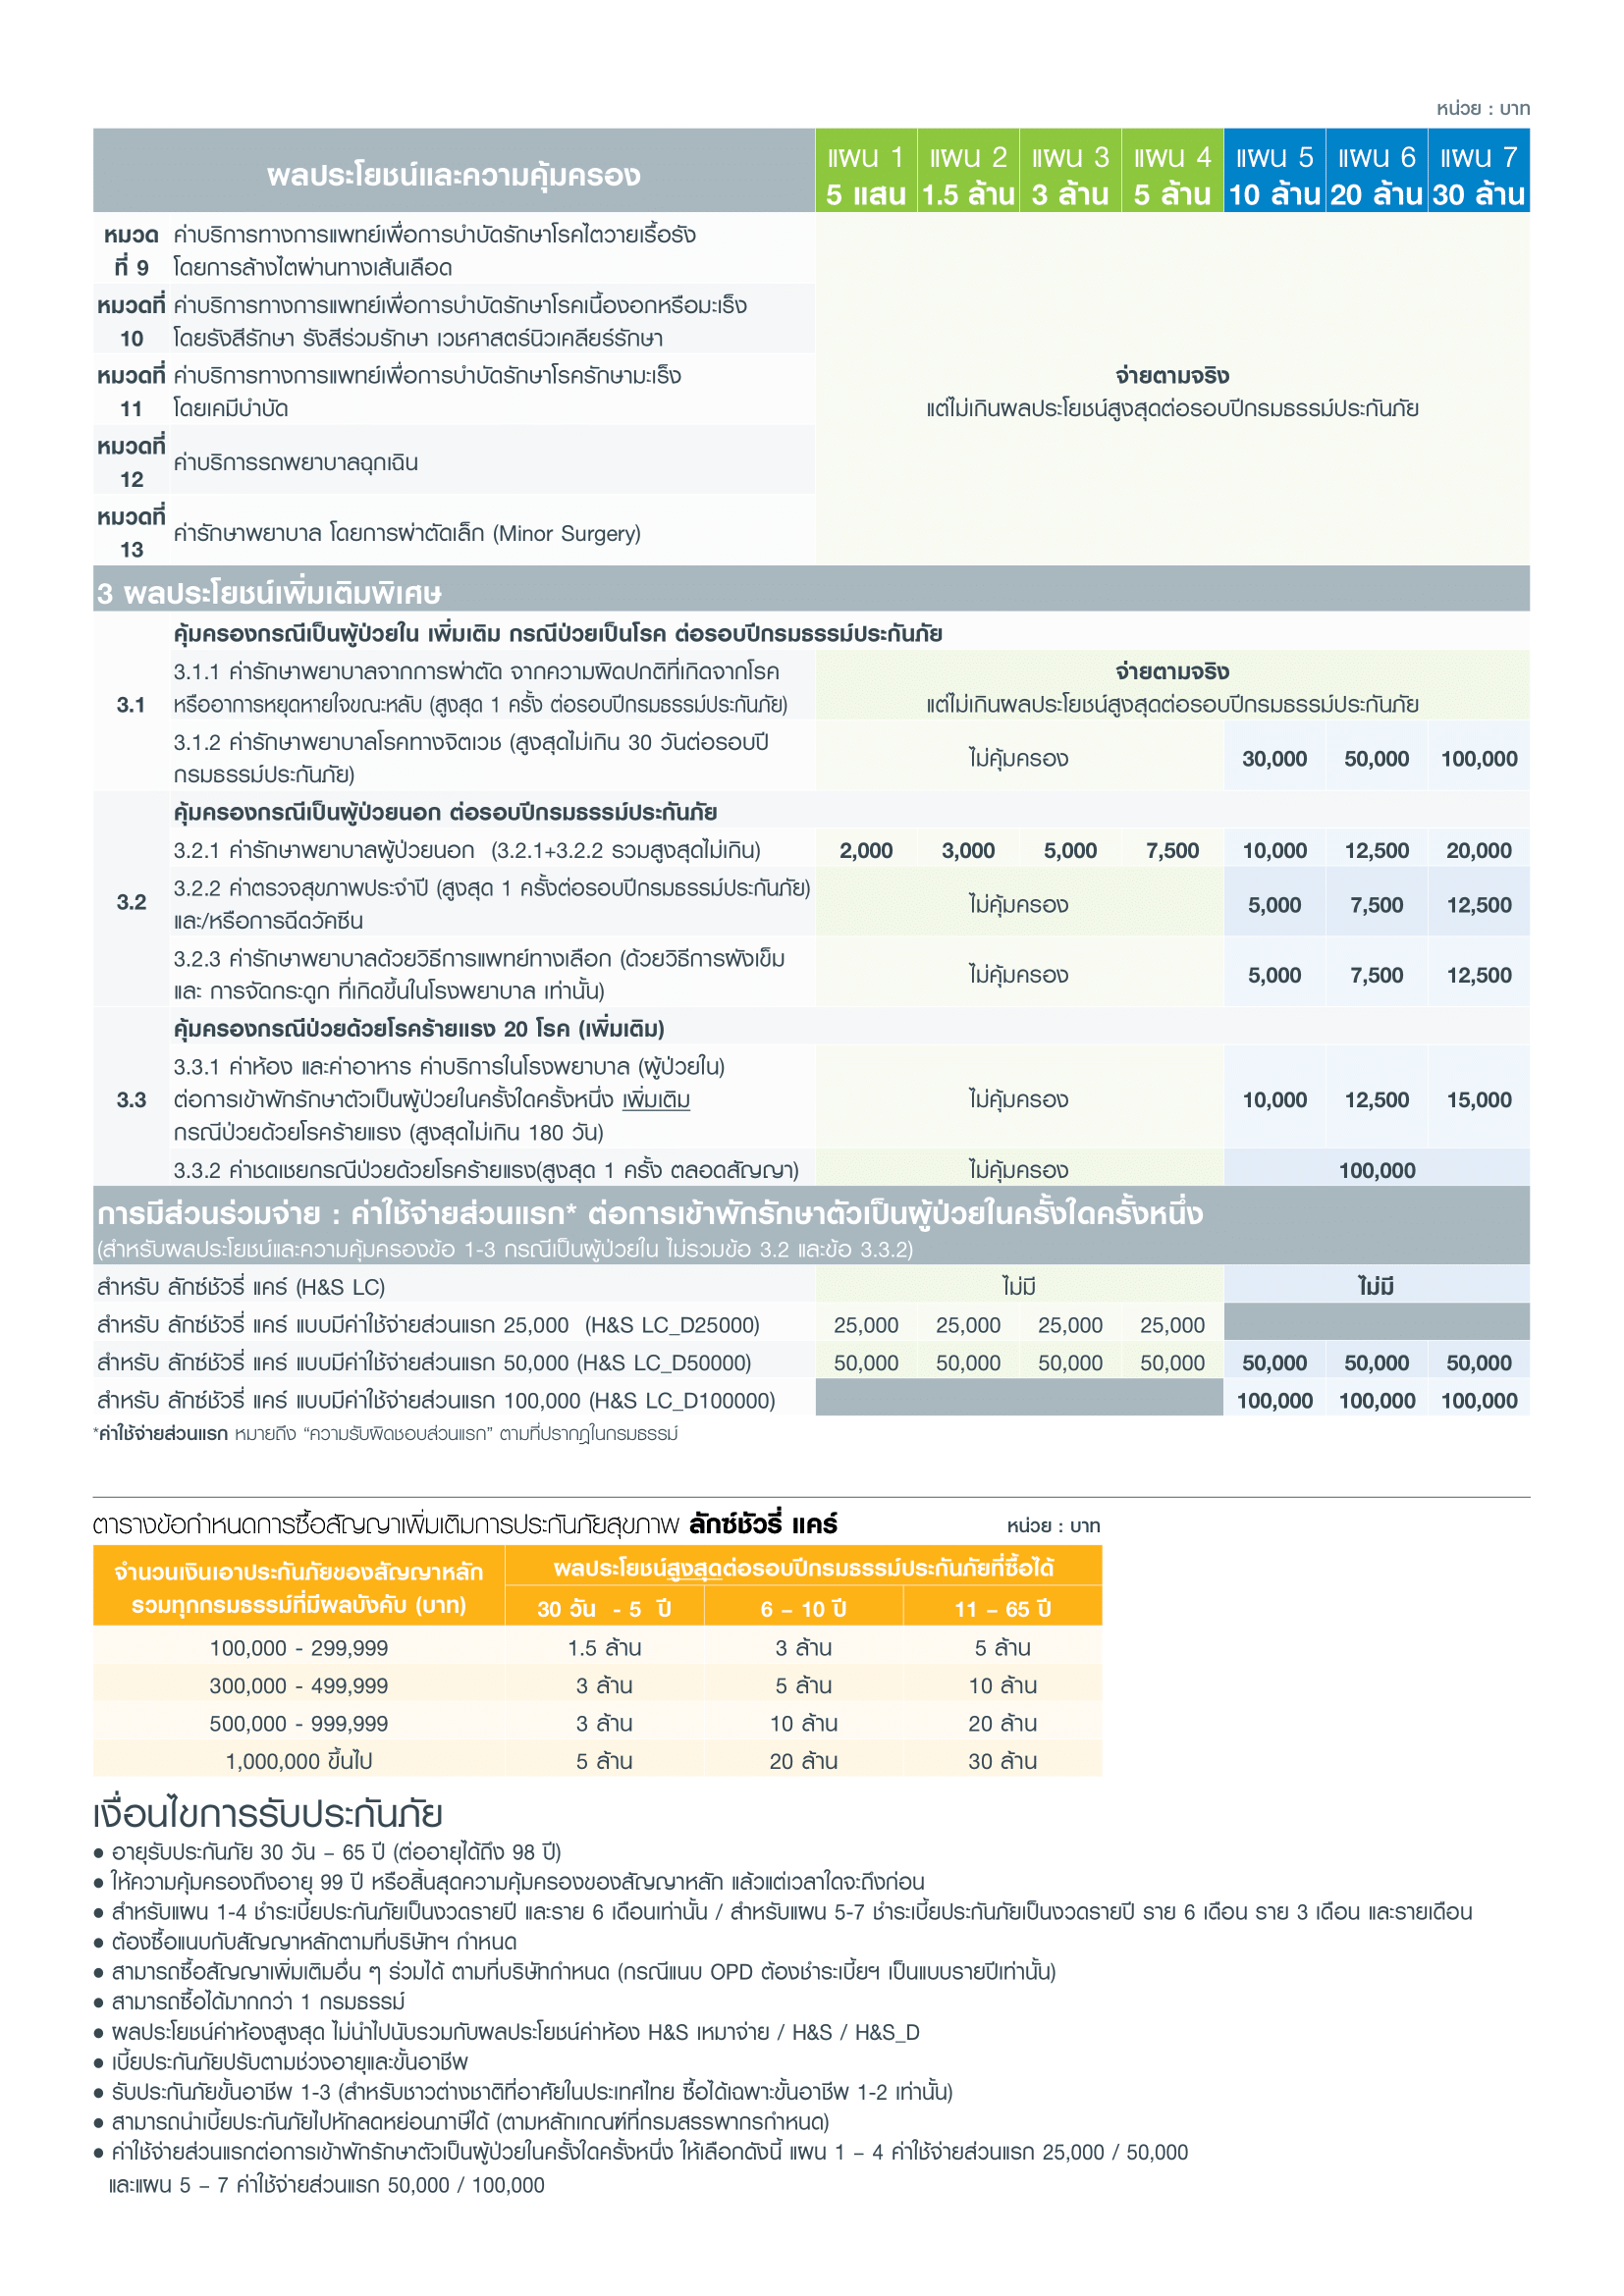 หน่วย : บาท
ผลประโยชน์และความคุ้มครอง
แผน 1 แผน 2 แผน 3 แผน 4 แผน 5 แผน 6 แผน 7
5 แสน 1.5 ล้าน 3 ล้าน 5 ล้าน 10 ล้าน 20 ล้าน 30 ล้าน
หมวด ค่าบริการทางการแพทย์เพื่อการบำบัดรักษาโรคไตวายเรื้อรัง
ที่ 9 โดยการล้างไตผ่านทางเส้นเลือด
หมวดที่ ค่าบริการทางการแพทย์เพื่อการบำบัดรักษาโรคเนื้องอกหรือมะเร็ง
10 โดยรังสีรักษา รังสีร่วมรักษา เวชศาสตร์นิวเคลียร์รักษา
หมวดที่ ค่าบริการทางการแพทย์เพื่อการบำบัดรักษาโรครักษามะเร็ง
11 โดยเคมีบำบัด
จ่ายตามจริง
แต่ไม่เกินผลประโยชน์สูงสุดต่อรอบปีกรมธรรม์ประกันภัย
หมวดที่
12 ค่าบริการรถพยาบาลฉุกเฉิน
หมวดที่
13 ค่ารักษาพยาบาล โดยการผ่าตัดเล็ก (Minor Surgery)
3 ผลประโยชน์เพิ่มเติมพิเศษ
คุ้มครองกรณีเป็นผู้ป่วยใน เพิ่มเติม กรณีป่วยเป็นโรค ต่อรอบปีกรมธรรม์ประกันภัย
3.1
3.1.1 ค่ารักษาพยาบาลจากการผ่าตัด จากความผิดปกติที่เกิดจากโรค
หรืออาการหยุดหายใจขณะหลับ (สูงสุด 1 ครั้ง ต่อรอบปีกรมธรรม์ประกันภัย)
จ่ายตามจริง
แต่ไม่เกินผลประโยชน์สูงสุดต่อรอบปีกรมธรรม์ประกันภัย
3.1.2 ค่ารักษาพยาบาลโรคทางจิตเวช (สูงสุดไม่เกิน 30 วันต่อรอบปี
กรมธรรม์ประกันภัย)
ไม่คุ้มครอง 30,000 50,000 100,000
คุ้มครองกรณีเป็นผู้ป่วยนอก ต่อรอบปีกรมธรรม์ประกันภัย
3.2
3.2.1 ค่ารักษาพยาบาลผู้ป่วยนอก (3.2.1+3.2.2 รวมสูงสุดไม่เกิน) 2,000 3,000 5,000 7,500 10,000 12,500 20,000
3.2.2 ค่าตรวจสุขภาพประจำปี (สูงสุด 1 ครั้งต่อรอบปีกรมธรรม์ประกันภัย)
และ/หรือการฉีดวัคซีน
ไม่คุ้มครอง 5,000 7,500 12,500
3.2.3 ค่ารักษาพยาบาลด้วยวิธีการแพทย์ทางเลือก (ด้วยวิธีการผังเข็ม
และ การจัดกระดูก ที่เกิดขึ้นในโรงพยาบาล เท่านั้น)
ไม่คุ้มครอง 5,000 7,500 12,500
คุ้มครองกรณีป่วยด้วยโรคร้ายแรง 20 โรค (เพิ่มเติม)
3.3
3.3.1 ค่าห้อง และค่าอาหาร ค่าบริการในโรงพยาบาล (ผู้ป่วยใน)
ต่อการเข้าพักรักษาตัวเป็นผู้ป่วยในครั้งใดครั้งหนึ่ง เพิ่มเติม
กรณีป่วยด้วยโรคร้ายแรง (สูงสุดไม่เกิน 180 วัน)
ไม่คุ้มครอง 10,000 12,500 15,000
3.3.2 ค่าชดเชยกรณีป่วยด้วยโรคร้ายแรง(สูงสุด 1 ครั้ง ตลอดสัญญา) ไม่คุ้มครอง 100,000
การมีส่วนร่วมจ่าย : ค่าใช้จ่ายส่วนแรก* ต่อการเข้าพักรักษาตัวเป็นผู้ป่วยในครั้งใดครั้งหนึ่ง
(สำหรับผลประโยชน์และความคุ้มครองข้อ 1-3 กรณีเป็นผู้ป่วยใน ไม่รวมข้อ 3.2 และข้อ 3.3.2)
สำหรับ ลักซ์ชัวรี่ แคร์ (H&S LC) ไม่มี ไม่มี
สำหรับ ลักซ์ชัวรี่ แคร์ แบบมีค่าใช้จ่ายส่วนแรก 25,000 (H&S LC_D25000) 25,000 25,000 25,000 25,000
สำหรับ ลักซ์ชัวรี่ แคร์ แบบมีค่าใช้จ่ายส่วนแรก 50,000 (H&S LC_D50000) 50,000 50,000 50,000 50,000 50,000 50,000 50,000
สำหรับ ลักซ์ชัวรี่ แคร์ แบบมีค่าใช้จ่ายส่วนแรก 100,000 (H&S LC_D100000) 100,000 100,000 100,000
*ค่าใช้จ่ายส่วนแรก หมายถึง “ความรับผิดชอบส่วนแรก” ตามที่ปรากฏในกรมธรรม์
ตารางข้อกำหนดการซื้อสัญญาเพิ่มเติมการประกันภัยสุขภาพ ลักซ์ชัวรี่ แคร์ หน่วย : บาท
จำนวนเงินเอาประกันภัยของสัญญาหลัก
รวมทุกกรมธรรม์ที่มีผลบังคับ (บาท)
ผลประโยชน์สูงสุดต่อรอบปีกรมธรรม์ประกันภัยที่ซื้อได้
30 วัน - 5 ปี 6 – 10 ปี 11 – 65 ปี
100,000 - 299,999 1.5 ล้าน 3 ล้าน 5 ล้าน
300,000 - 499,999 3 ล้าน 5 ล้าน 10 ล้าน
500,000 - 999,999 3 ล้าน 10 ล้าน 20 ล้าน
1,000,000 ขึ้นไป 5 ล้าน 20 ล้าน 30 ล้าน
เงื่อนไขการรับประกันภัย
● อายุรับประกันภัย 30 วัน – 65 ปี (ต่ออายุได้ถึง 98 ปี)
● ให้ความคุ้มครองถึงอายุ 99 ปี หรือสิ้นสุดความคุ้มครองของสัญญาหลัก แล้วแต่เวลาใดจะถึงก่อน
● สำหรับแผน 1-4 ชำระเบี้ยประกันภัยเป็นงวดรายปี และราย 6 เดือนเท่านั้น / สำหรับแผน 5-7 ชำระเบี้ยประกันภัยเป็นงวดรายปี ราย 6 เดือน ราย 3 เดือน และรายเดือน
● ต้องซื้อแนบกับสัญญาหลักตามที่บริษัทฯ กำหนด
● สามารถซื้อสัญญาเพิ่มเติมอื่น ๆ ร่วมได้ ตามที่บริษัทกำหนด (กรณีแนบ OPD ต้องชำระเบี้ยฯ เป็นแบบรายปีเท่านั้น)
● สามารถซื้อได้มากกว่า 1 กรมธรรม์
● ผลประโยชน์ค่าห้องสูงสุด ไม่นำไปนับรวมกับผลประโยชน์ค่าห้อง H&S เหมาจ่าย / H&S / H&S_D
● เบี้ยประกันภัยปรับตามช่วงอายุและขั้นอาชีพ
● รับประกันภัยขั้นอาชีพ 1-3 (สำหรับชาวต่างชาติที่อาศัยในประเทศไทย ซื้อได้เฉพาะขั้นอาชีพ 1-2 เท่านั้น)
● สามารถนำเบี้ยประกันภัยไปหักลดหย่อนภาษีได้ (ตามหลักเกณฑ์ที่กรมสรรพากรกำหนด)
● ค่าใช้จ่ายส่วนแรกต่อการเข้าพักรักษาตัวเป็นผู้ป่วยในครั้งใดครั้งหนึ่ง ให้เลือกดังนี้ แผน 1 – 4 ค่าใช้จ่ายส่วนแรก 25,000 / 50,000
และแผน 5 – 7 ค่าใช้จ่ายส่วนแรก 50,000 / 100,000